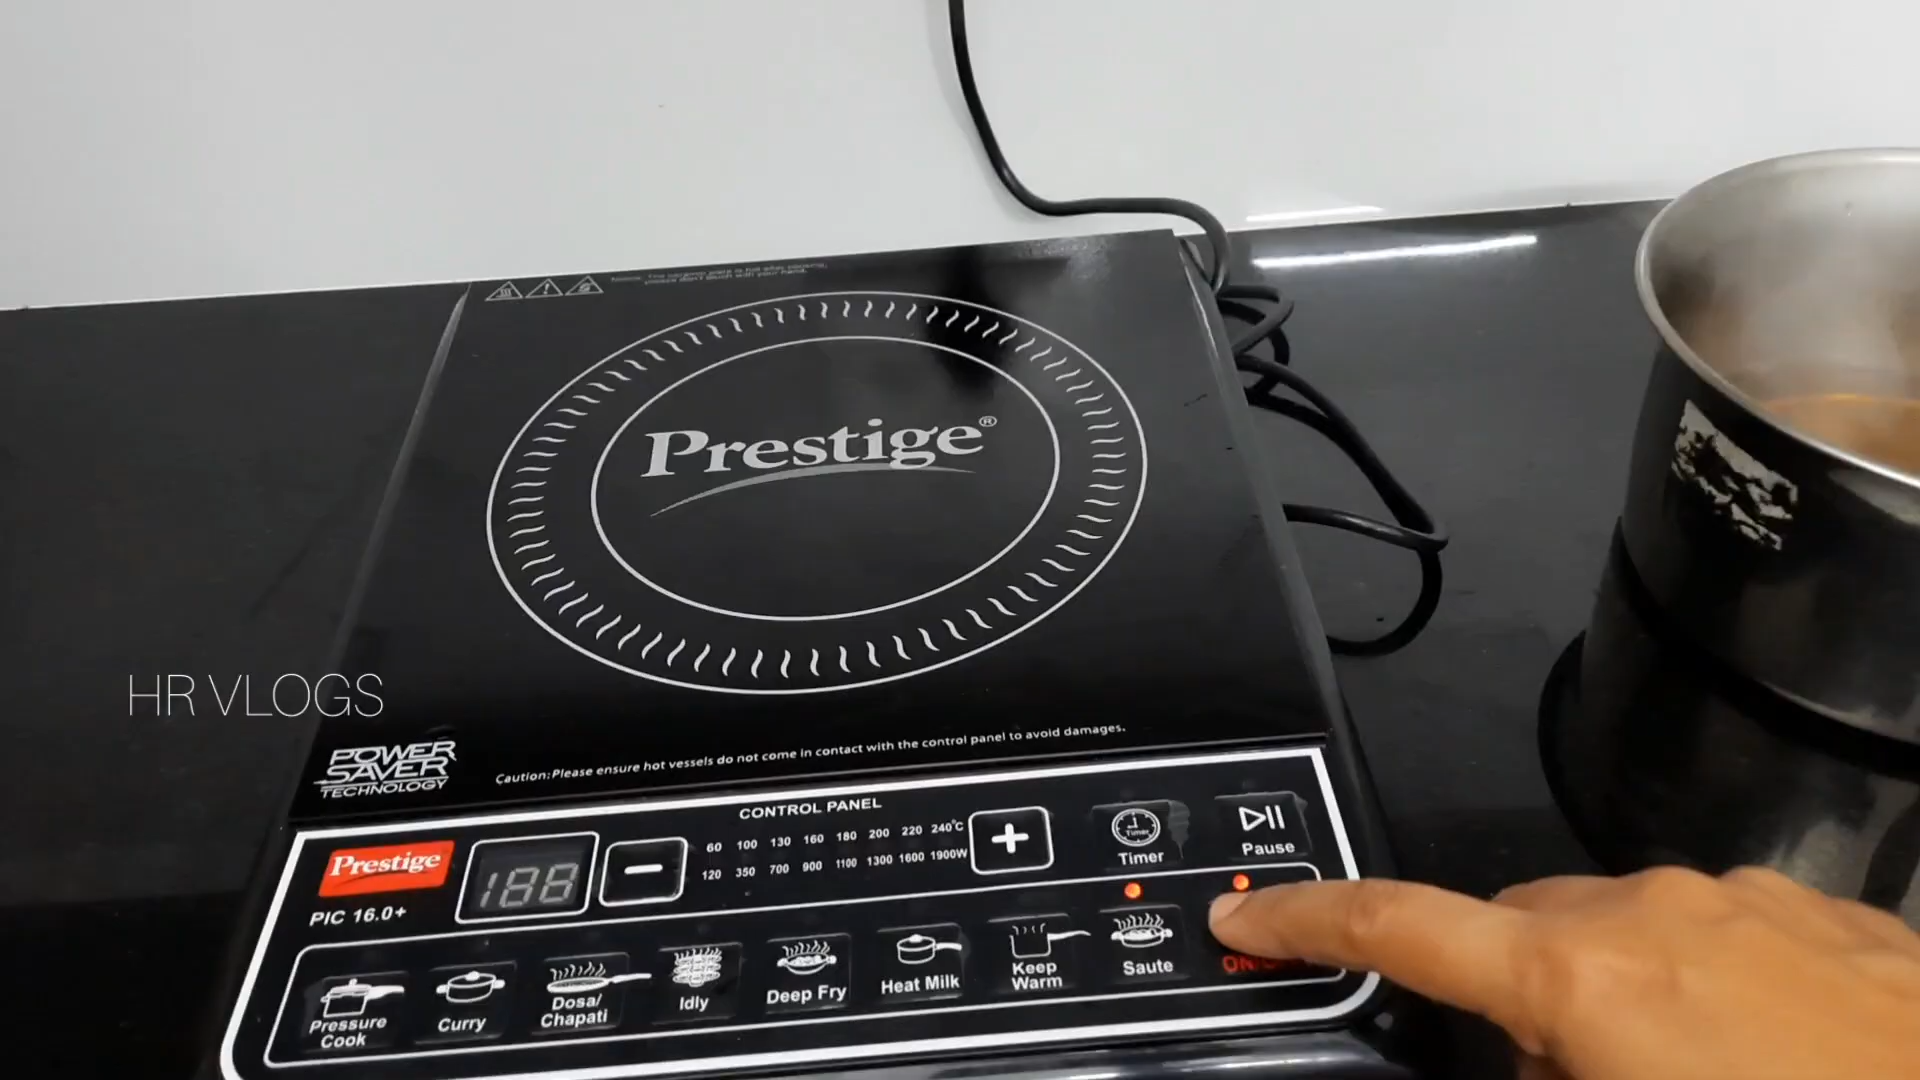 Prestige®
HR VLOGS
POWER
SAVER
TECHNOLOGY
Caution: Please ensure hot vessels do not come in contact with the control panel to avoid damages.
CONTROL PANEL
Prestige
PIC 16.0+
188
−
60 100 130 160 180 200 220 240°C
120 350 700 900 1100 1300 1600 1900W
+
Timer
Timer
Pause
Pressure
Cook
Curry
Dosa/
Chapati
Idly
Deep Fry
Heat Milk
Keep
Warm
Saute